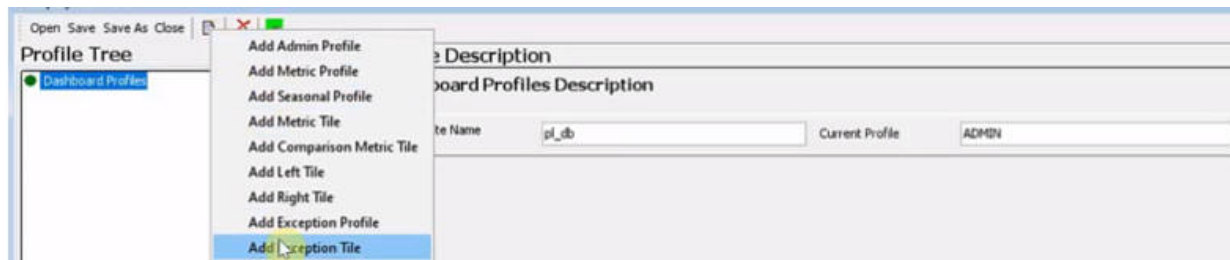 Open Save Save As Close
Profile Tree
Dashboard Profiles
Add Admin Profile
Add Metric Profile
Add Seasonal Profile
Add Metric Tile
Add Comparison Metric Tile
Add Left Tile
Add Right Tile
Add Exception Profile
Add Tile
e Description
board Profiles Description
te Name pl_db Current Profile ADMIN